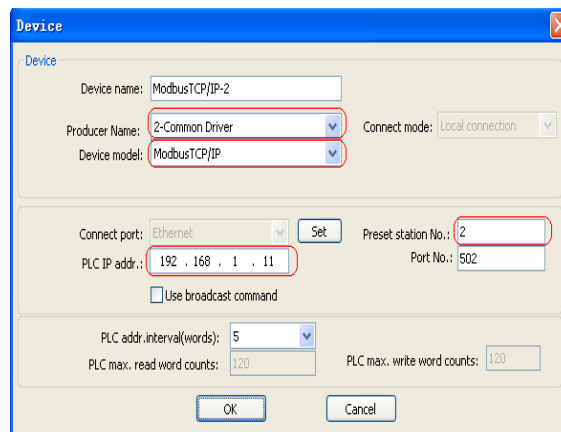 Device
Device
Device name: ModbusTCP/IP-2
Producer Name: 2-Common Driver Connect mode: Local connection
Device model: ModbusTCP/IP
Connect port: Ethernet Set Preset station No.: 2
PLC IP addr.: 192 . 168 . 1 . 11 Port No.: 502
Use broadcast command
PLC addr.interval(words): 5
PLC max. read word counts: 120 PLC max. write word counts: 120
OK Cancel